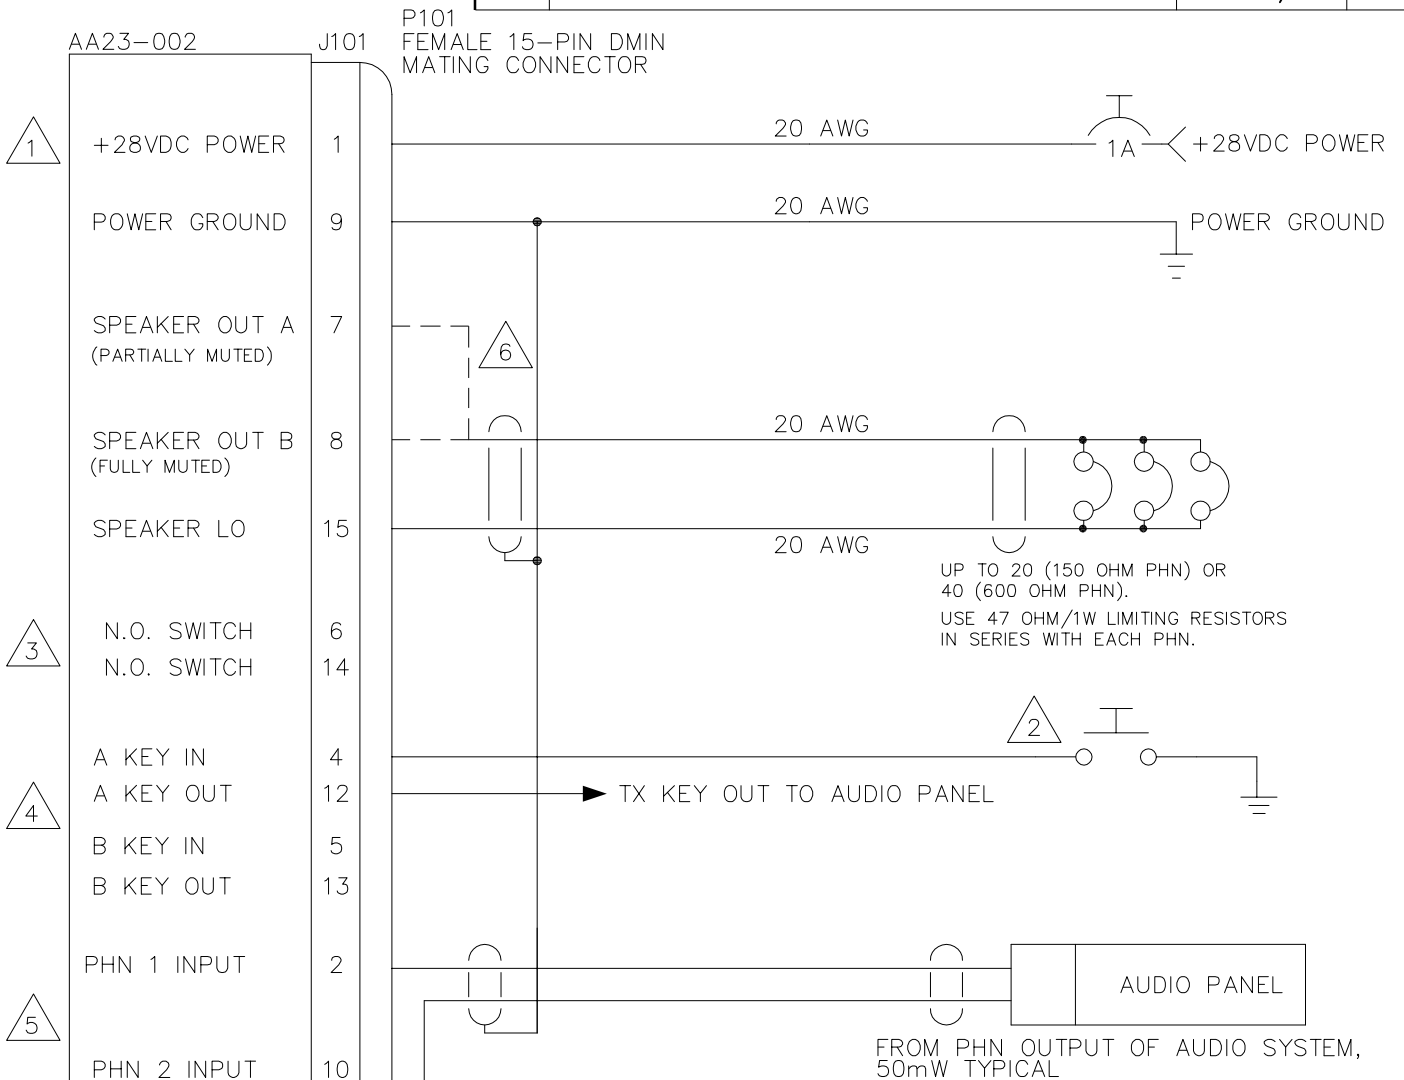 P101
AA23-002
J101
FEMALE 15-PIN DMIN
MATING CONNECTOR
1
+28VDC POWER
1
20 AWG
1A
+28VDC POWER
POWER GROUND
9
20 AWG
POWER GROUND
SPEAKER OUT A
7
(PARTIALLY MUTED)
6
SPEAKER OUT B
8
20 AWG
(FULLY MUTED)
SPEAKER LO
15
20 AWG
UP TO 20 (150 OHM PHN) OR
40 (600 OHM PHN).
USE 47 OHM/1W LIMITING RESISTORS
IN SERIES WITH EACH PHN.
3
N.O. SWITCH
6
N.O. SWITCH
14
2
A KEY IN
4
A KEY OUT
12
TX KEY OUT TO AUDIO PANEL
4
B KEY IN
5
B KEY OUT
13
PHN 1 INPUT
2
AUDIO PANEL
5
FROM PHN OUTPUT OF AUDIO SYSTEM,
50mW TYPICAL
PHN 2 INPUT
10